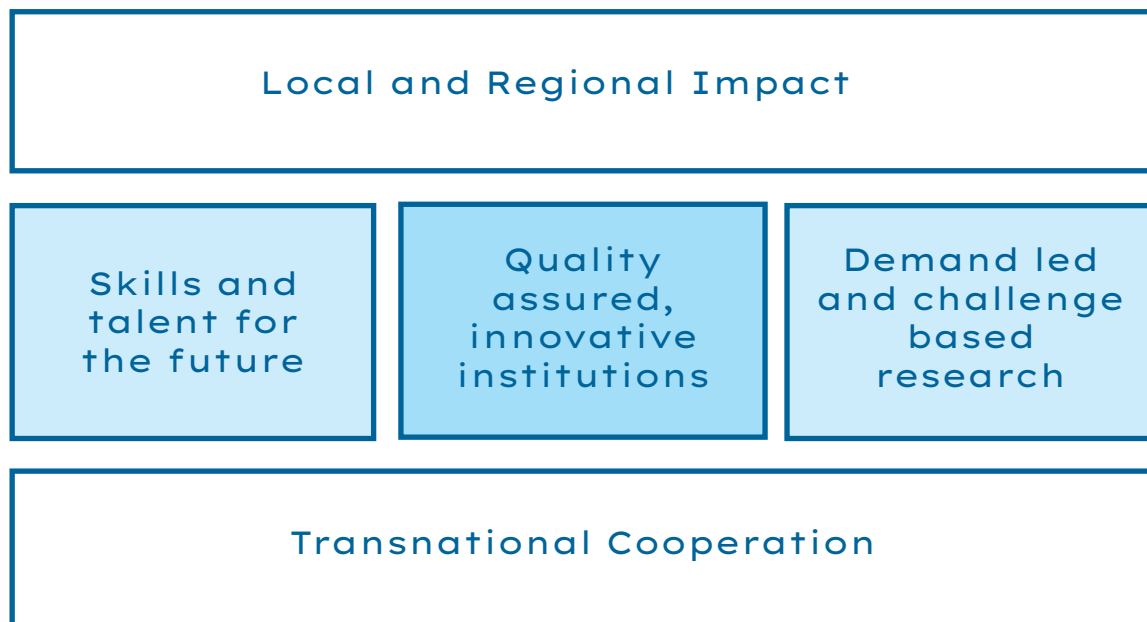 Local and Regional Impact
Skills and
talent for
the future
Quality
assured,
innovative
institutions
Demand led
and challenge
based
research
Transnational Cooperation